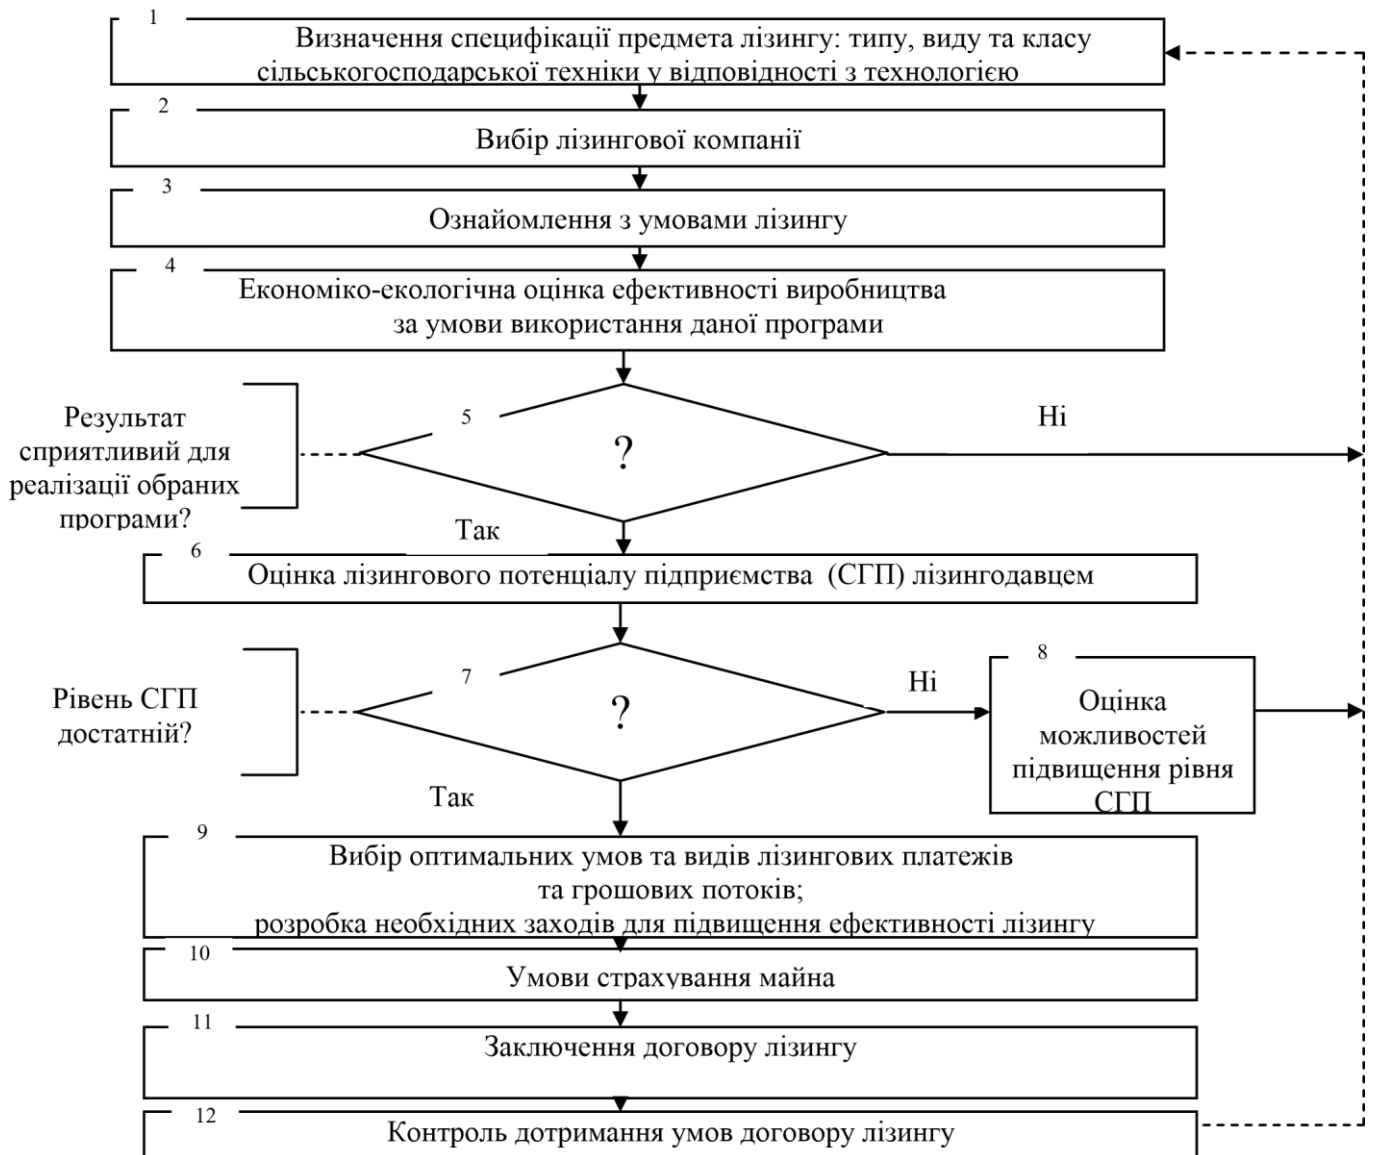 1
Визначення специфікації предмета лізингу: типу, виду та класу
сільськогосподарської техніки у відповідності з технологією
2
Вибір лізингової компанії
3
Ознайомлення з умовами лізингу
4
Економіко-екологічна оцінка ефективності виробництва
за умови використання даної програми
Результат
сприятливий для
реалізації обраних
програми?
5
?
Ні
Так
6
Оцінка лізингового потенціалу підприємства (СГП) лізингодавцем
Рівень СГП
достатній?
7
?
Ні
8
Оцінка
можливостей
підвищення рівня
СГП
Так
9
Вибір оптимальних умов та видів лізингових платежів
та грошових потоків;
розробка необхідних заходів для підвищення ефективності лізингу
10
Умови страхування майна
11
Заключення договору лізингу
12
Контроль дотримання умов договору лізингу